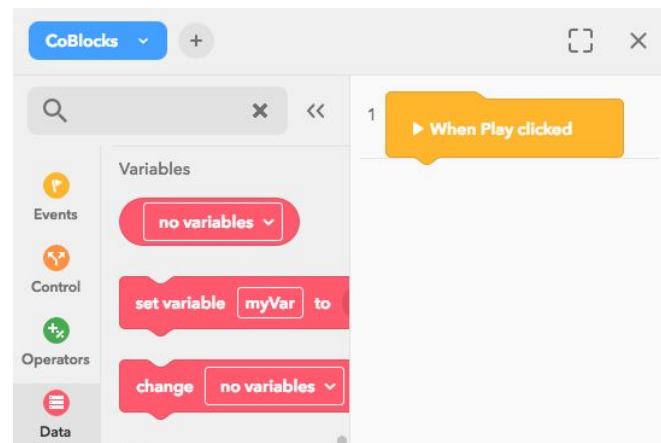 CoBlocks
+
1
When Play clicked
Variables
Events
no variables
Control
set variable myVar to
Operators
change no variables
Data